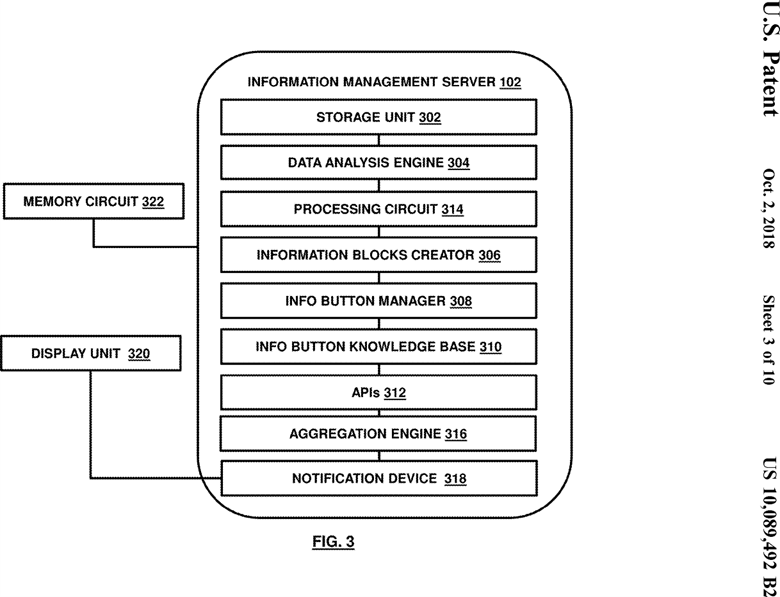 U.S. Patent
Oct. 2, 2018
Sheet 3 of 10
US 10,089,492 B2
INFORMATION MANAGEMENT SERVER 102
STORAGE UNIT 302
DATA ANALYSIS ENGINE 304
MEMORY CIRCUIT 322
PROCESSING CIRCUIT 314
INFORMATION BLOCKS CREATOR 306
INFO BUTTON MANAGER 308
DISPLAY UNIT 320
INFO BUTTON KNOWLEDGE BASE 310
APIs 312
AGGREGATION ENGINE 316
NOTIFICATION DEVICE 318
FIG. 3